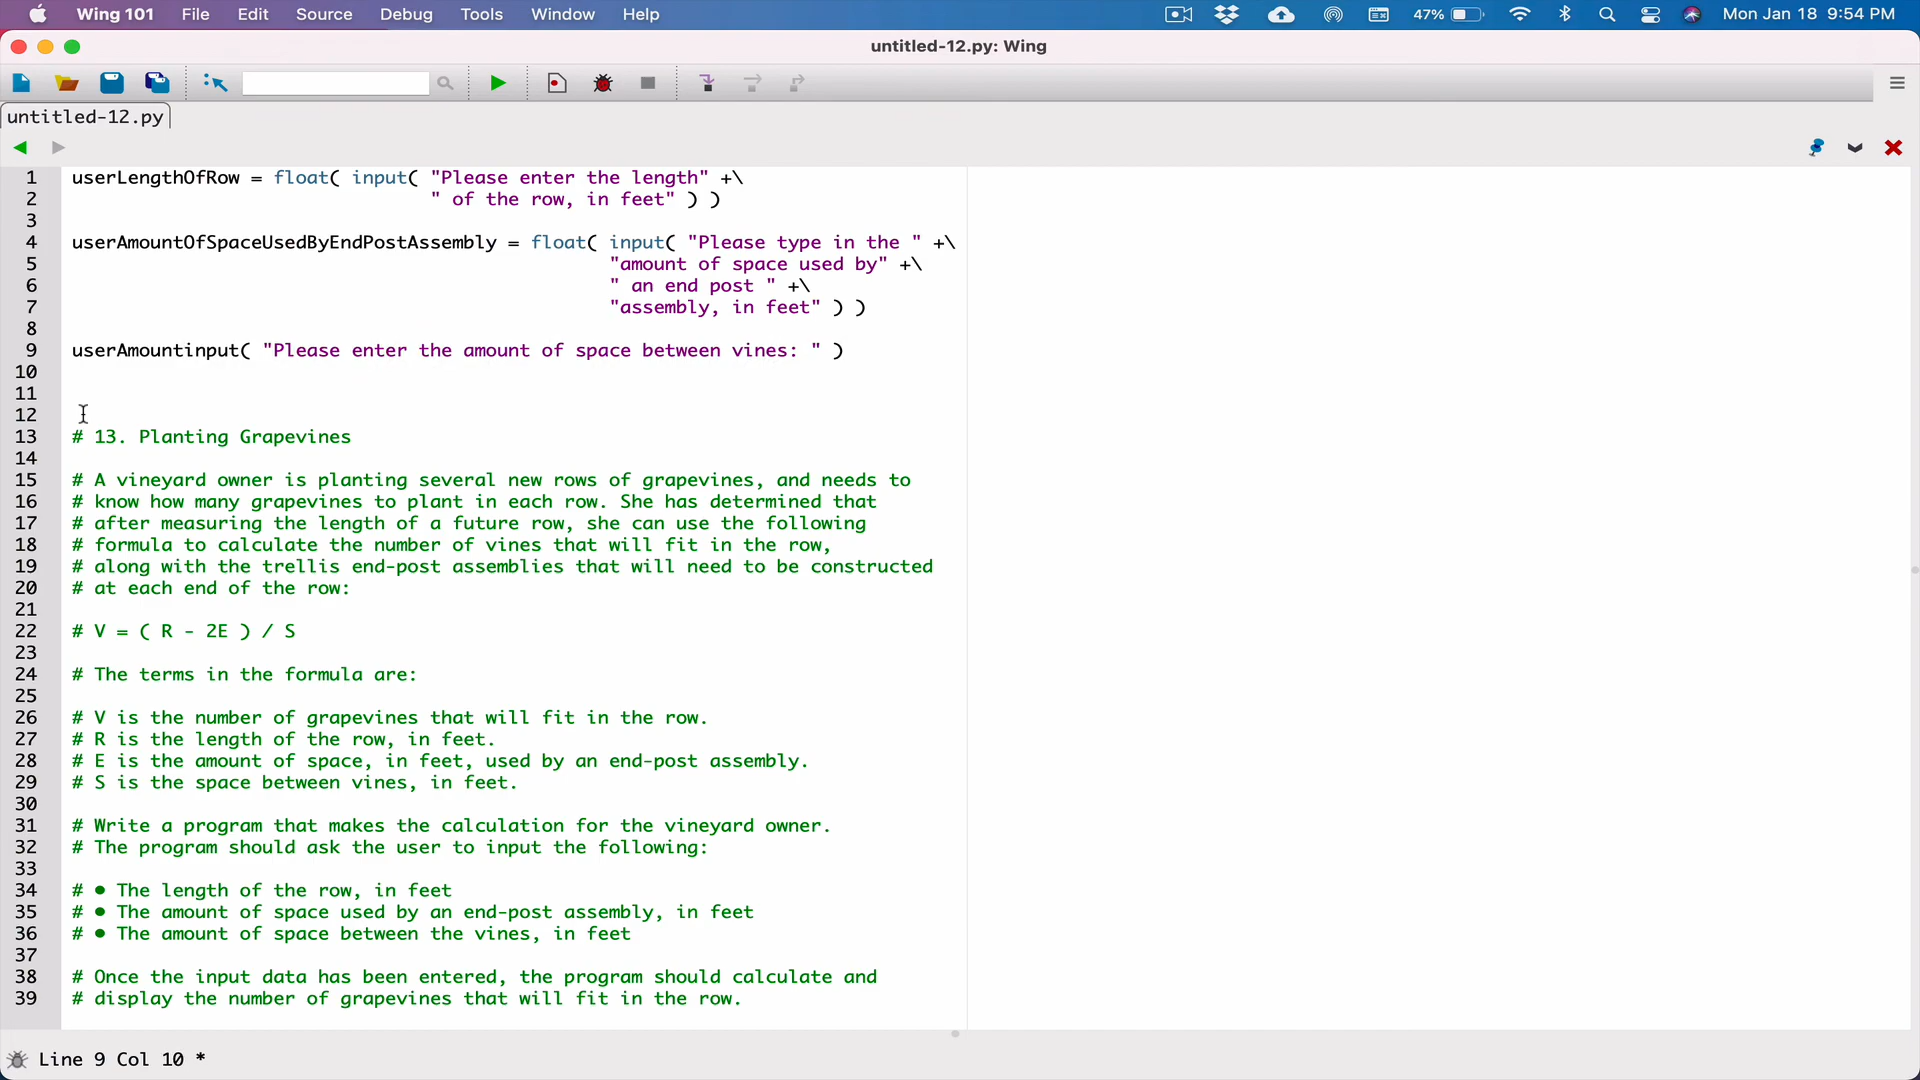 Wing 101 File Edit Source Debug Tools Window Help 47% Mon Jan 18 9:54 PM
untitled-12.py: Wing
untitled-12.py
1 userLengthOfRow = float( input( "Please enter the length" +\
2 " of the row, in feet" ) )
3
4 userAmountOfSpaceUsedByEndPostAssembly = float( input( "Please type in the " +\
5 "amount of space used by" +\
6 " an end post " +\
7 "assembly, in feet" ) )
8
9 userAmountinput( "Please enter the amount of space between vines: " )
10
11
12
13 # 13. Planting Grapevines
14
15 # A vineyard owner is planting several new rows of grapevines, and needs to
16 # know how many grapevines to plant in each row. She has determined that
17 # after measuring the length of a future row, she can use the following
18 # formula to calculate the number of vines that will fit in the row,
19 # along with the trellis end-post assemblies that will need to be constructed
20 # at each end of the row:
21
22 # V = ( R - 2E ) / S
23
24 # The terms in the formula are:
25
26 # V is the number of grapevines that will fit in the row.
27 # R is the length of the row, in feet.
28 # E is the amount of space, in feet, used by an end-post assembly.
29 # S is the space between vines, in feet.
30
31 # Write a program that makes the calculation for the vineyard owner.
32 # The program should ask the user to input the following:
33
34 # ● The length of the row, in feet
35 # ● The amount of space used by an end-post assembly, in feet
36 # ● The amount of space between the vines, in feet
37
38 # Once the input data has been entered, the program should calculate and
39 # display the number of grapevines that will fit in the row.
Line 9 Col 10 *